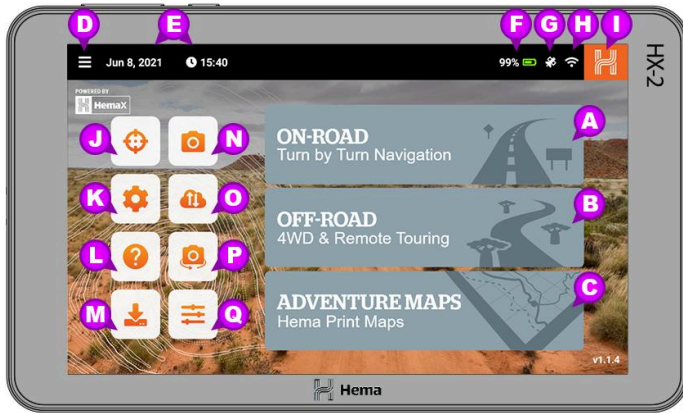 D
E
F
G
H
I
Jun 8, 2021
15:40
99%
HX-2
POWERED BY
HemaX
J
N
ON-ROAD
Turn by Turn Navigation
A
K
O
OFF-ROAD
4WD & Remote Touring
B
L
P
M
Q
ADVENTURE MAPS
Hema Print Maps
C
v1.1.4
Hema